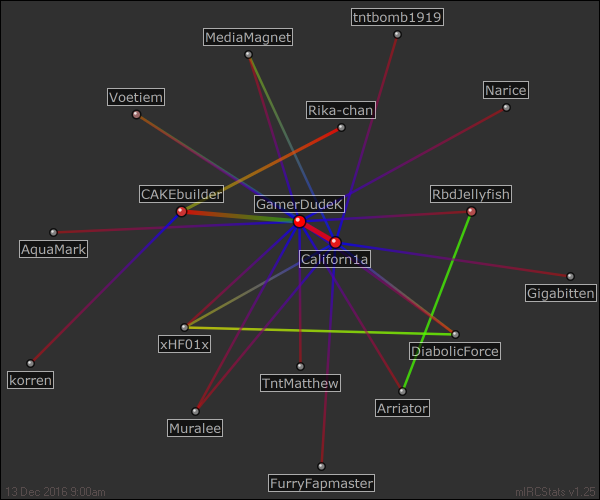 tntbomb1919
MediaMagnet
Narice
Voetiem
Rika-chan
CAKEbuilder
RbdJellyfish
GamerDudeK
AquaMark
Californ1a
Gigabitten
xHF01x
DiabolicForce
korren
TntMatthew
Arriator
Muralee
FurryFapmaster
13 Dec 2016 9:00am
mIRCStats v1.25